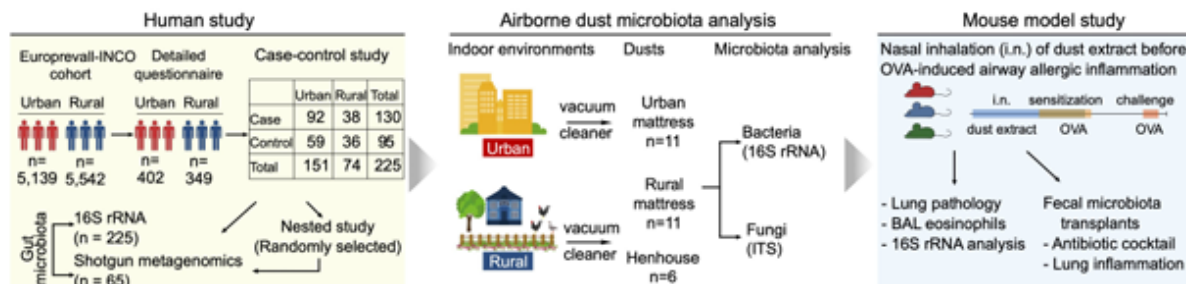 Human study
Europrevall-INCO
cohort
Detailed
questionnaire
Urban Rural
Urban Rural
n=
5,139
n=
5,542
n=
402
n=
349
Case-control study
Urban Rural Total
Case 92 38 130
Control 59 36 95
Total 151 74 225
Gut
microbiota
16S rRNA
(n = 225)
Shotgun metagenomics
(n = 65)
Nested study
(Randomly selected)
Airborne dust microbiota analysis
Indoor environments
Dusts
Microbiota analysis
Urban
vacuum
cleaner
Urban
mattress
n=11
Rural
vacuum
cleaner
Rural
mattress
n=11
Henhouse
n=6
Bacteria
(16S rRNA)
Fungi
(ITS)
Mouse model study
Nasal inhalation (i.n.) of dust extract before
OVA-induced airway allergic inflammation
i.n. sensitization challenge
dust extract OVA OVA
- Lung pathology
- BAL eosinophils
- 16S rRNA analysis
Fecal microbiota
transplants
- Antibiotic cocktail
- Lung inflammation